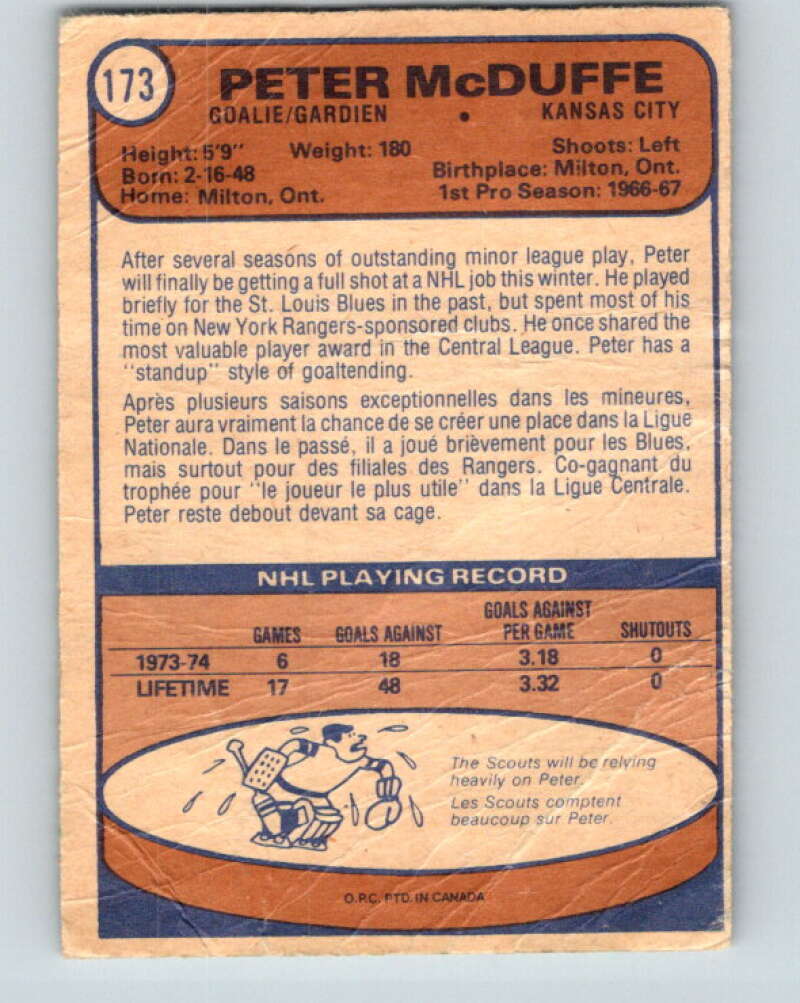 173
PETER McDUFFE
GOALIE/GARDIEN • KANSAS CITY
Height: 5'9" Weight: 180 Shoots: Left
Born: 2-16-48 Birthplace: Milton, Ont.
Home: Milton, Ont. 1st Pro Season: 1966-67
After several seasons of outstanding minor league play, Peter
will finally be getting a full shot at a NHL job this winter. He played
briefly for the St. Louis Blues in the past, but spent most of his
time on New York Rangers-sponsored clubs. He once shared the
most valuable player award in the Central League. Peter has a
"standup" style of goaltending.
Après plusieurs saisons exceptionnelles dans les mineures,
Peter aura vraiment la chance de se créer une place dans la Ligue
Nationale. Dans le passé, il a joué brièvement pour les Blues,
mais surtout pour des filiales des Rangers. Co-gagnant du
trophée pour "le joueur le plus utile" dans la Ligue Centrale.
Peter reste debout devant sa cage.
NHL PLAYING RECORD
GAMES GOALS AGAINST GOALS AGAINST PER GAME SHUTOUTS
1973-74 6 18 3.18 0
LIFETIME 17 48 3.32 0
The Scouts will be relying
heavily on Peter.
Les Scouts comptent
beaucoup sur Peter.
O.P.C. PTD. IN CANADA